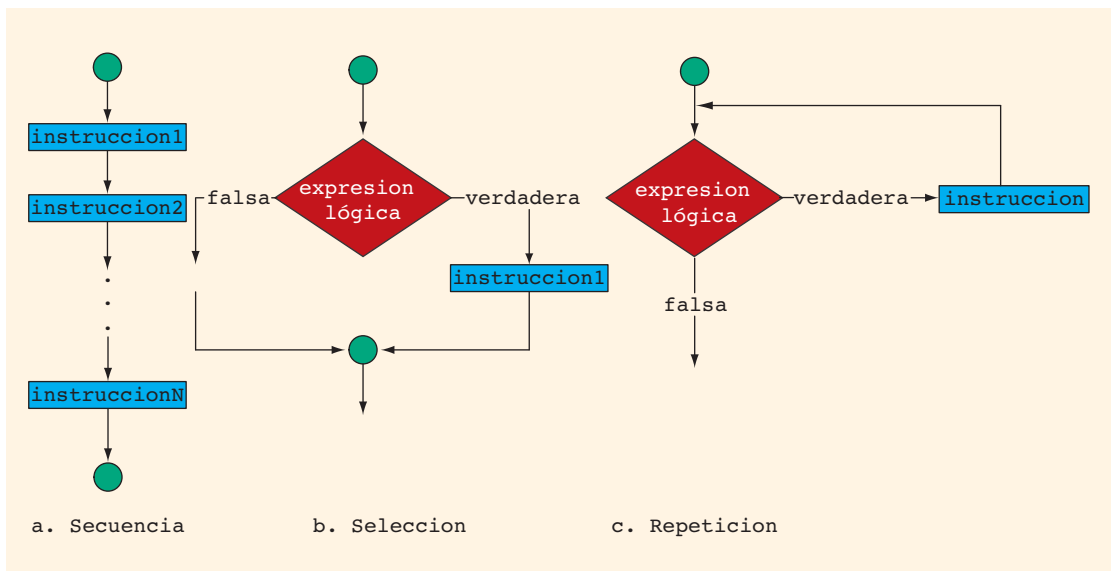 instruccion1
instruccion2
.
.
.
instruccionN
a. Secuencia
falsa
expresion
lógica
verdadera
instruccion1
b. Seleccion
expresion
lógica
verdadera
instruccion
falsa
c. Repeticion